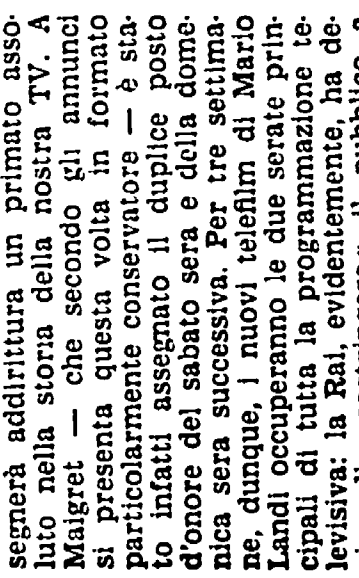 segnerà addirittura un primato asso-
luto nella storia della nostra TV. A
Maigret — che secondo gli annunci
si presenta questa volta in formato
particolarmente conservatore — è sta-
to infatti assegnato il duplice posto
d'onore del sabato sera e della dome-
nica sera successiva. Per tre settima-
ne, dunque, i nuovi telefilm di Mario
Landi occuperanno le due serate prin-
cipali di tutta la programmazione te-
levisiva: la Rai, evidentemente, ha de-